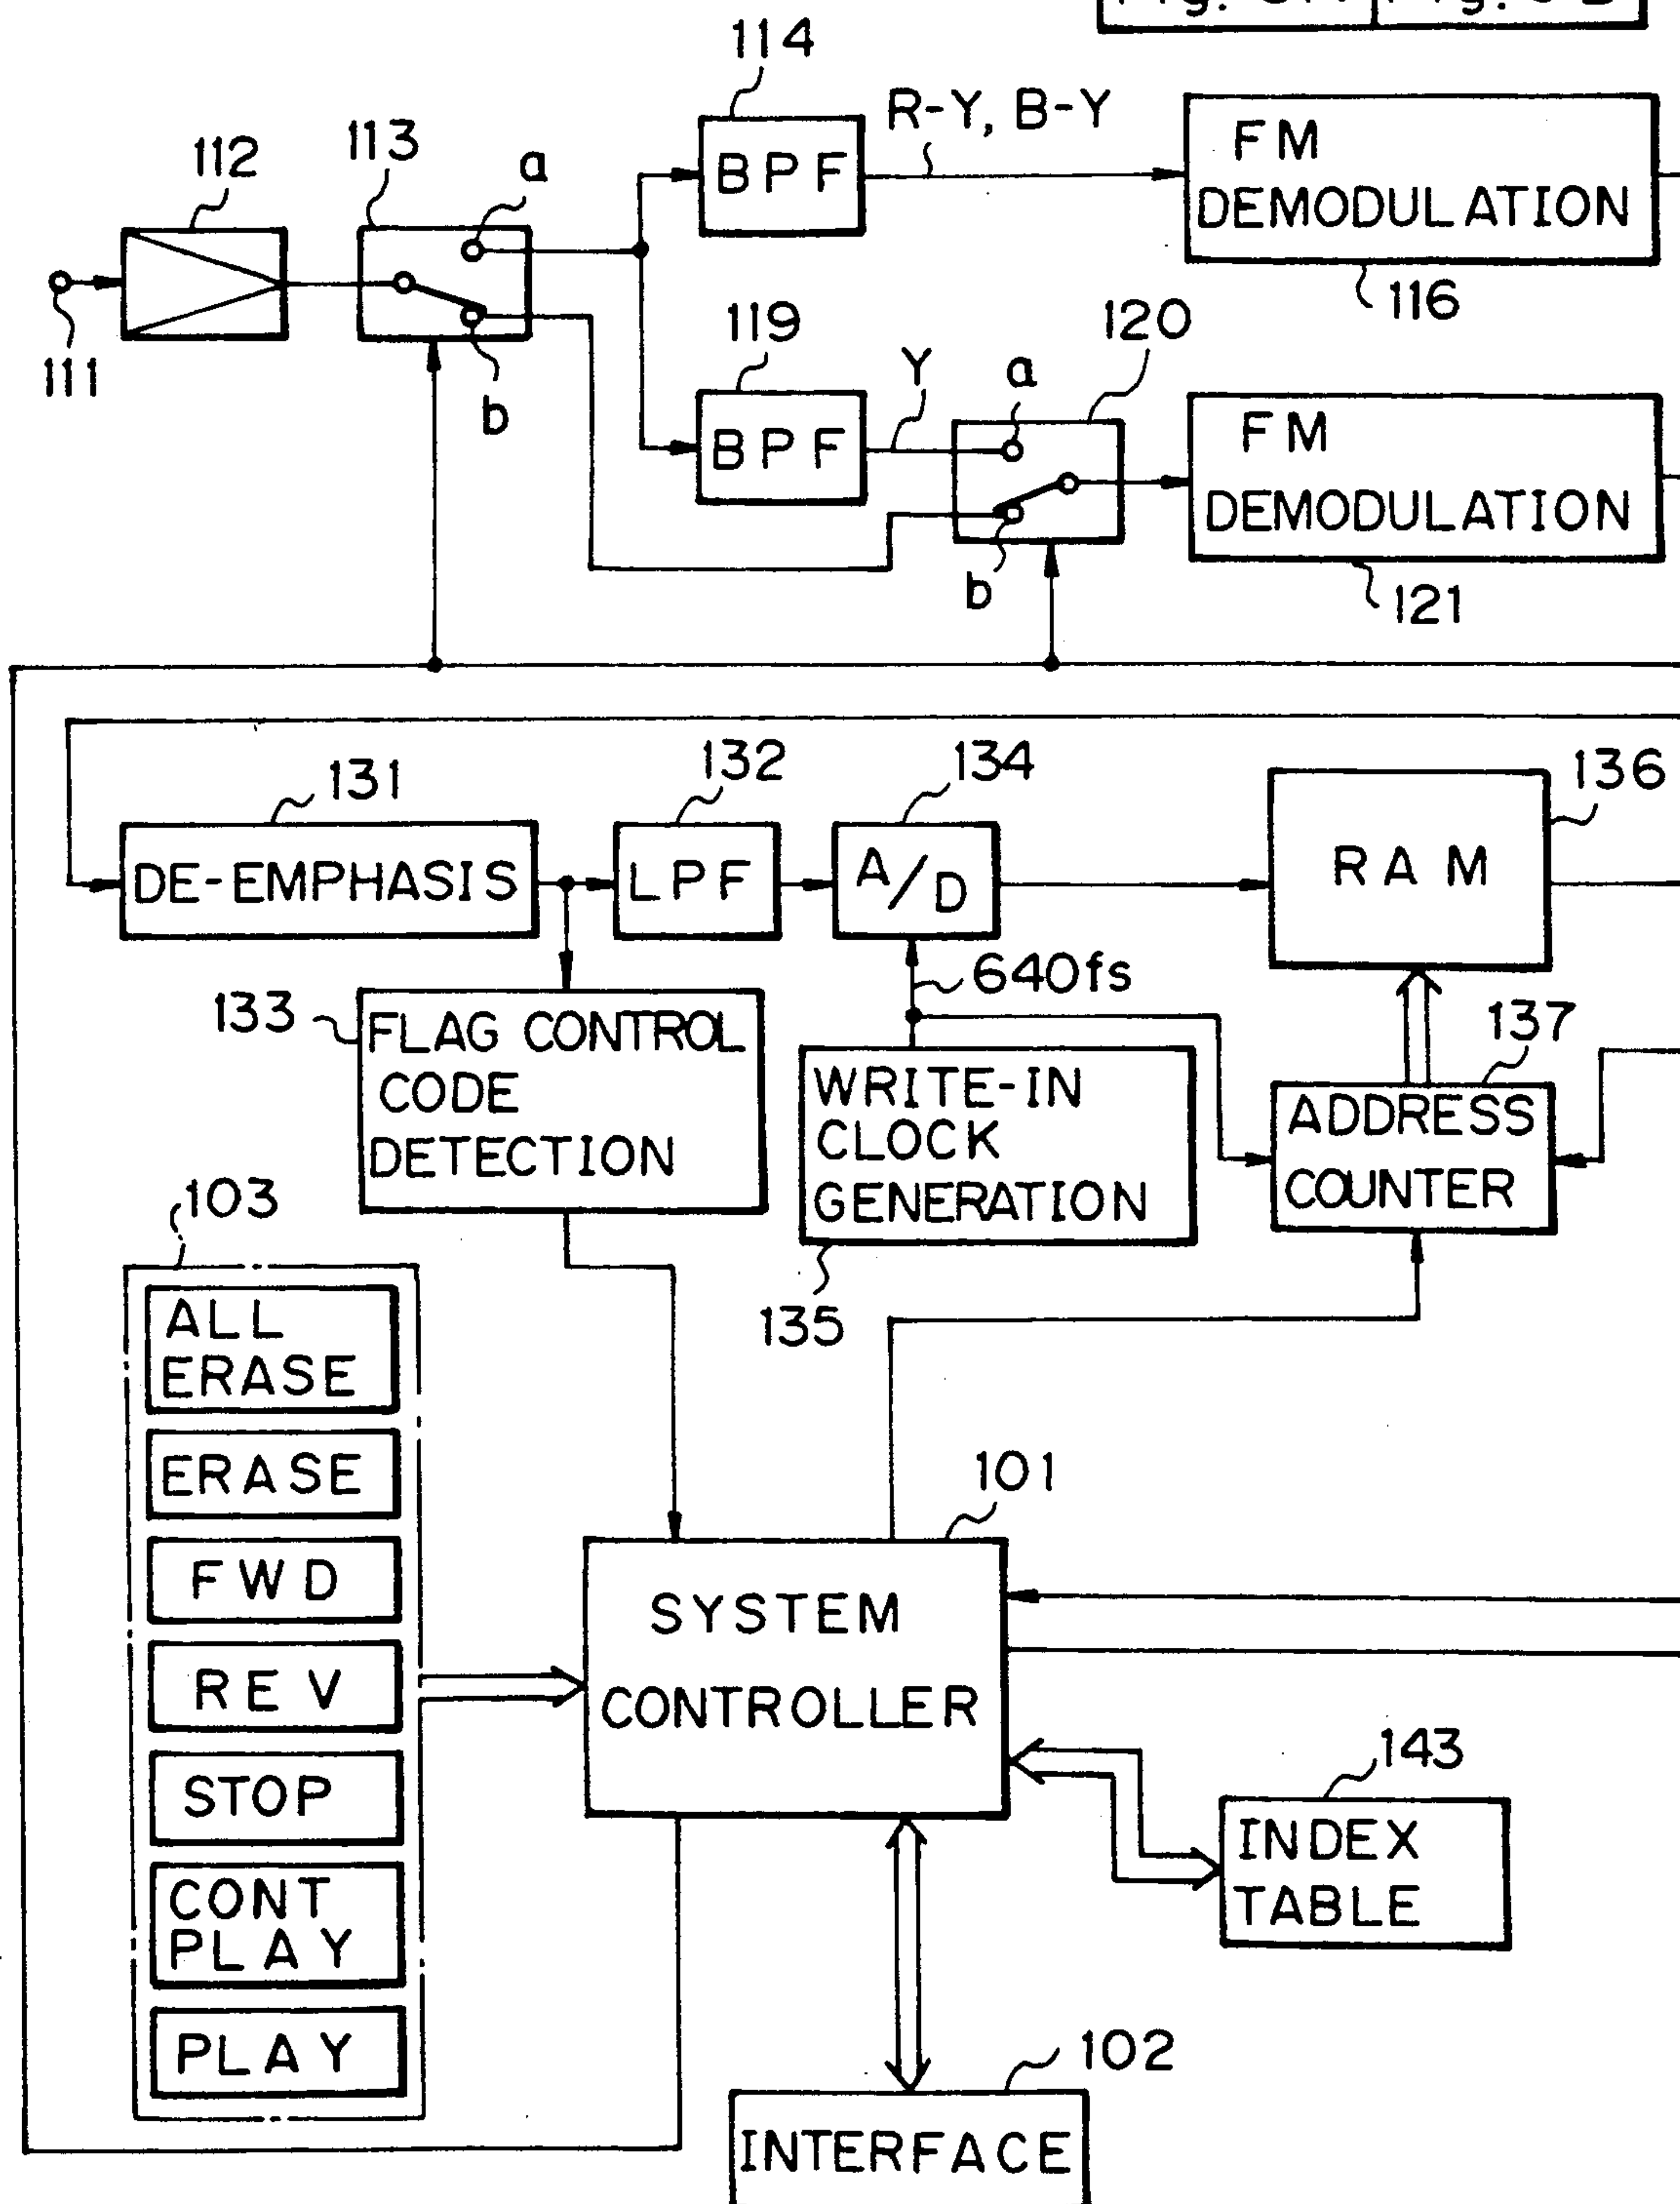 114
R-Y, B-Y
BPF
FM
DEMODULATION
116
112
113
a
111
b
119
BPF
Y
a
120
b
FM
DEMODULATION
121
131
DE-EMPHASIS
132
LPF
134
A/D
136
RAM
640fs
133
FLAG CONTROL
CODE
DETECTION
WRITE-IN
CLOCK
GENERATION
135
137
ADDRESS
COUNTER
103
ALL
ERASE
ERASE
FWD
REV
STOP
CONT
PLAY
PLAY
101
SYSTEM
CONTROLLER
143
INDEX
TABLE
102
INTERFACE